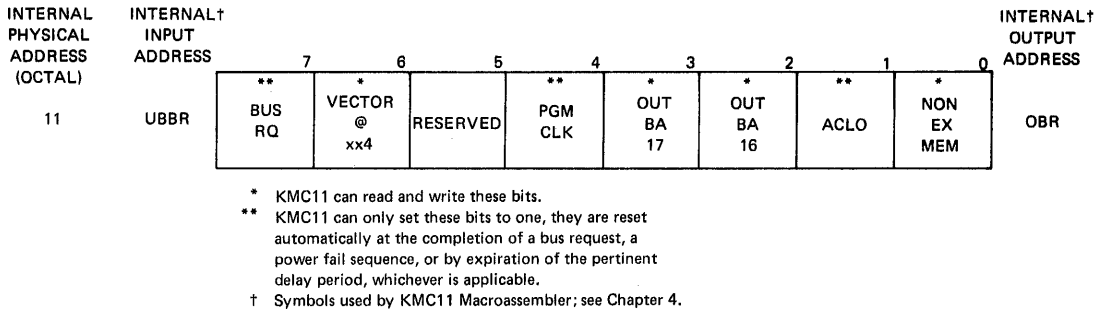 INTERNAL PHYSICAL ADDRESS (OCTAL)
INTERNAL† INPUT ADDRESS
INTERNAL† OUTPUT ADDRESS
7 6 5 4 3 2 1 0
11
UBBR
** BUS RQ
* VECTOR @ xx4
RESERVED
** PGM CLK
* OUT BA 17
* OUT BA 16
** ACLO
* NON EX MEM
OBR
* KMC11 can read and write these bits.
** KMC11 can only set these bits to one, they are reset
automatically at the completion of a bus request, a
power fail sequence, or by expiration of the pertinent
delay period, whichever is applicable.
† Symbols used by KMC11 Macroassembler; see Chapter 4.